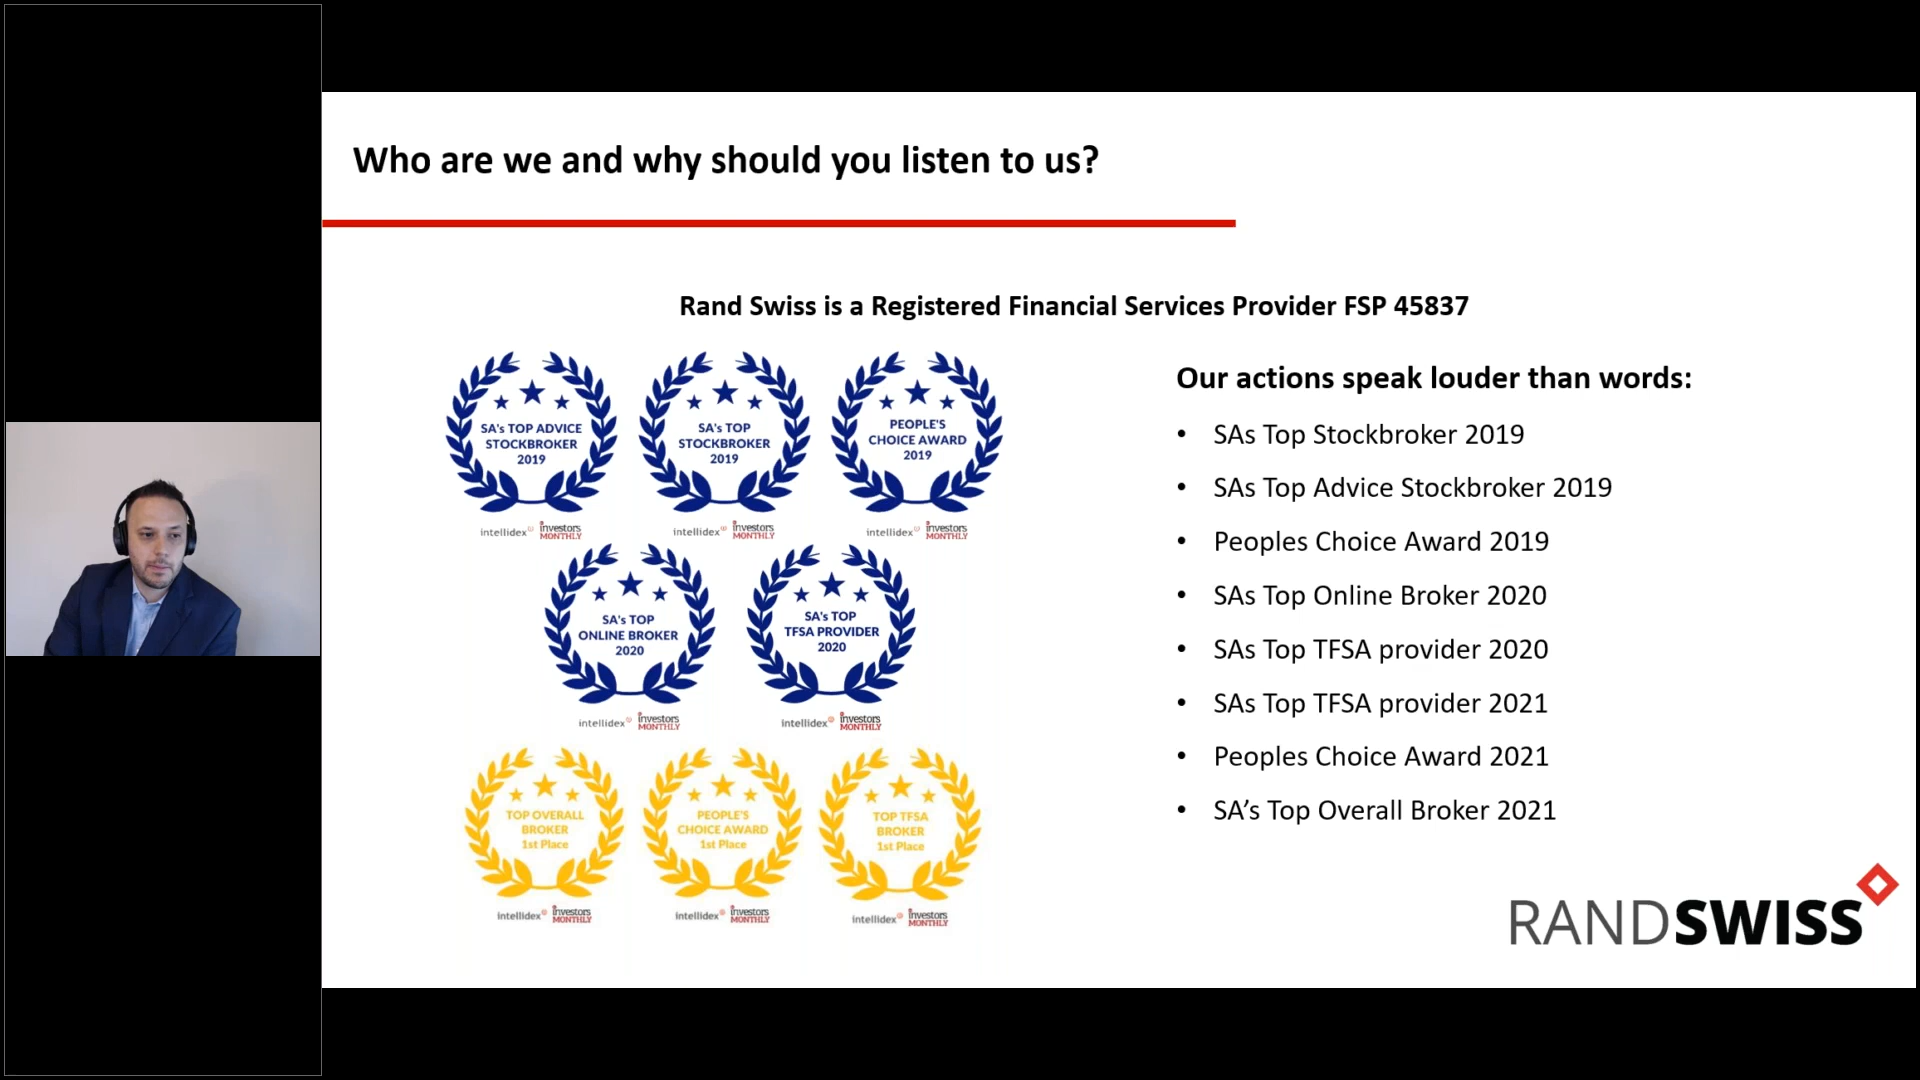 Who are we and why should you listen to us?
Rand Swiss is a Registered Financial Services Provider FSP 45837
SA's TOP ADVICE
STOCKBROKER
2019
intellidex investors
MONTHLY
SA's TOP
STOCKBROKER
2019
intellidex investors
MONTHLY
PEOPLE'S
CHOICE AWARD
2019
intellidex investors
MONTHLY
SA's TOP
ONLINE BROKER
2020
intellidex investors
MONTHLY
SA's TOP
TFSA PROVIDER
2020
intellidex investors
MONTHLY
TOP OVERALL
BROKER
1st Place
intellidex investors
MONTHLY
PEOPLE'S
CHOICE AWARD
1st Place
intellidex investors
MONTHLY
TOP TFSA
BROKER
1st Place
intellidex investors
MONTHLY
Our actions speak louder than words:
• SAs Top Stockbroker 2019
• SAs Top Advice Stockbroker 2019
• Peoples Choice Award 2019
• SAs Top Online Broker 2020
• SAs Top TFSA provider 2020
• SAs Top TFSA provider 2021
• Peoples Choice Award 2021
• SA’s Top Overall Broker 2021
RANDSWISS